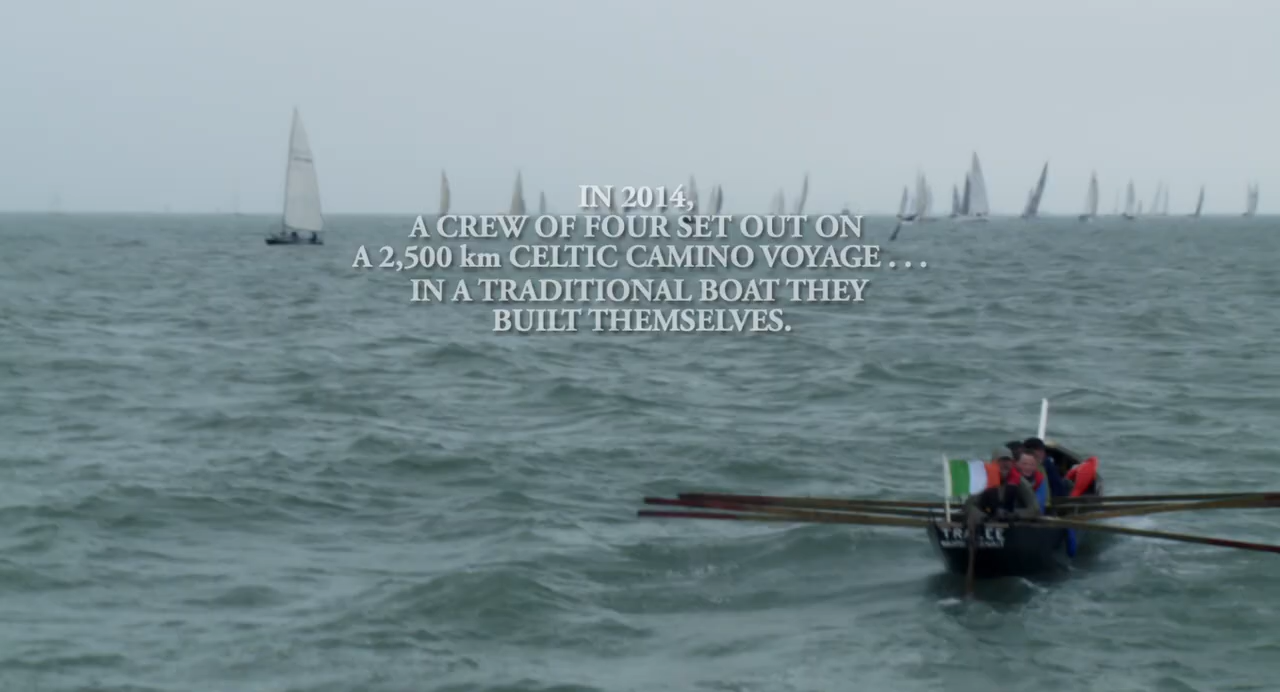 IN 2014,
A CREW OF FOUR SET OUT ON
A 2,500 km CELTIC CAMINO VOYAGE . . .
IN A TRADITIONAL BOAT THEY
BUILT THEMSELVES.
TRALEE